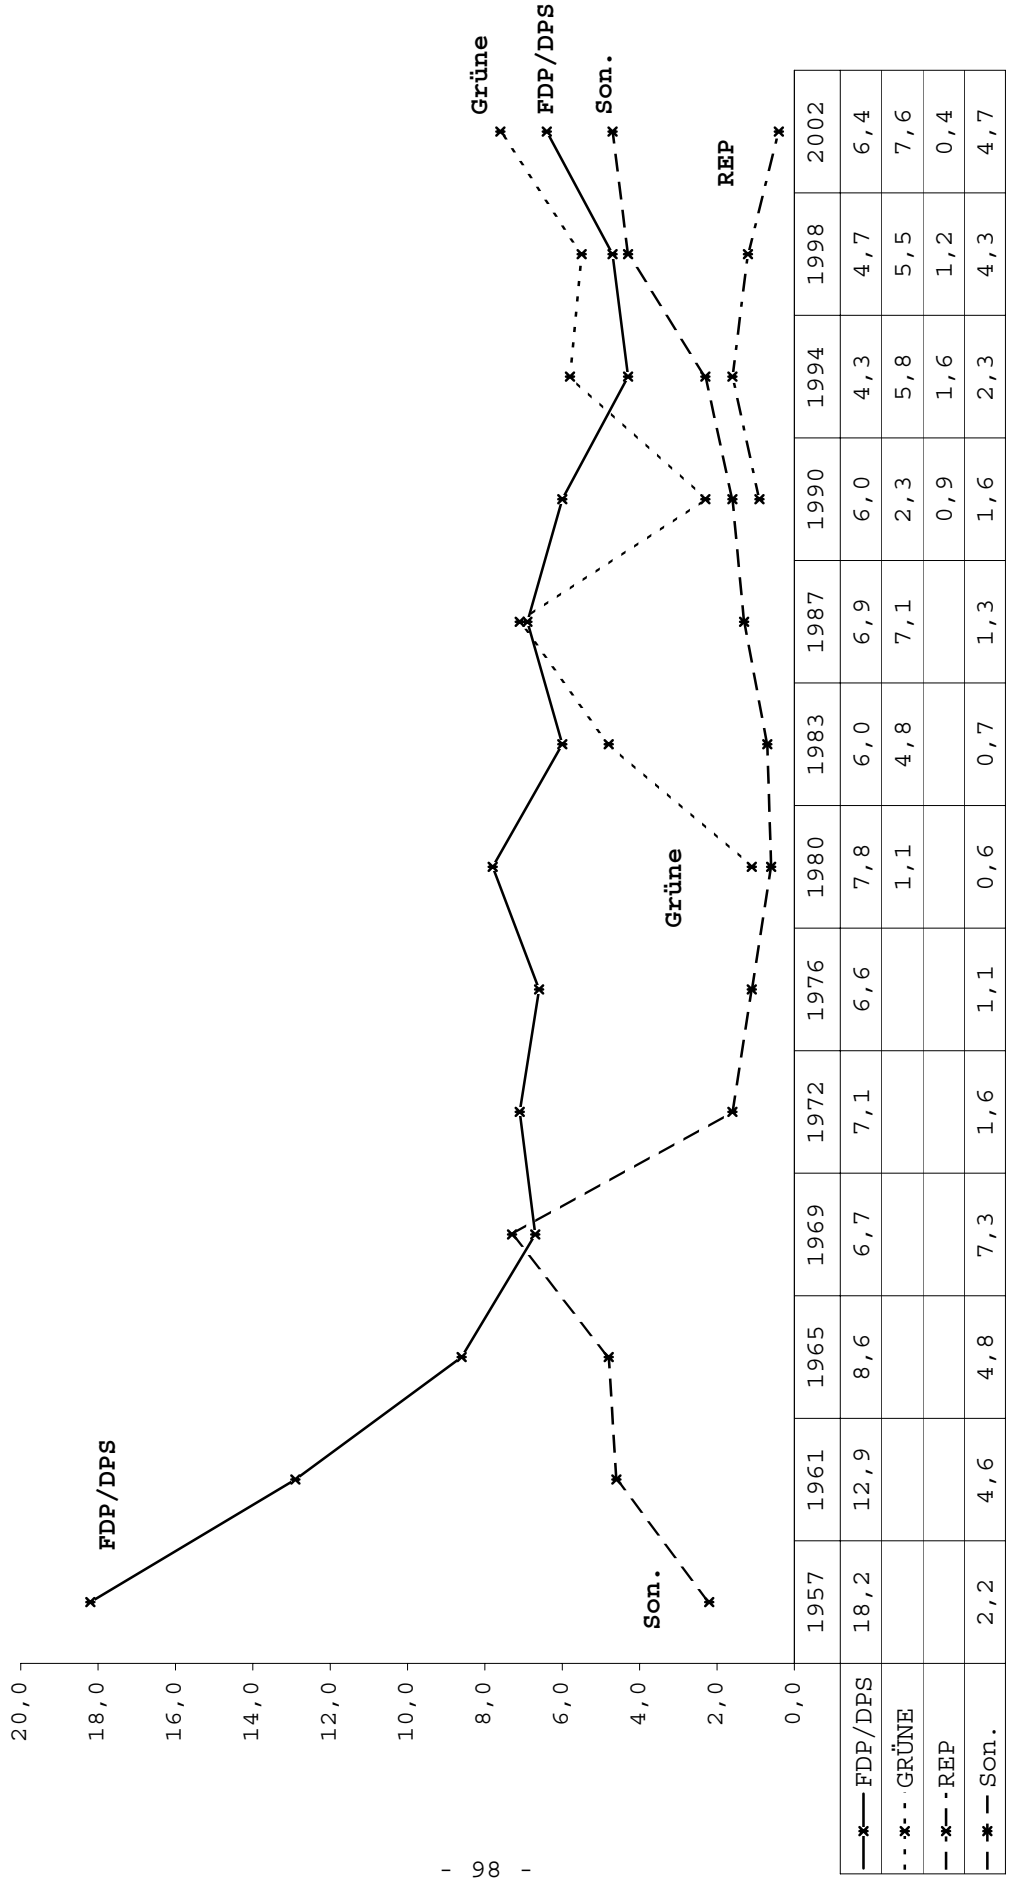 20,0
18,0
16,0
14,0
12,0
10,0
8,0
6,0
4,0
2,0
0,0
FDP/DPS
Son.
Grüne
Grüne
FDP/DPS
Son.
REP
1957 1961 1965 1969 1972 1976 1980 1983 1987 1990 1994 1998 2002
FDP/DPS 18,2 12,9 8,6 6,7 7,1 6,6 7,8 6,0 6,9 6,0 4,3 4,7 6,4
GRÜNE 1,1 4,8 7,1 2,3 5,8 5,5 7,6
REP 0,9 1,6 1,2 0,4
Son. 2,2 4,6 4,8 7,3 1,6 1,1 0,6 0,7 1,3 1,6 2,3 4,3 4,7
- 98 -